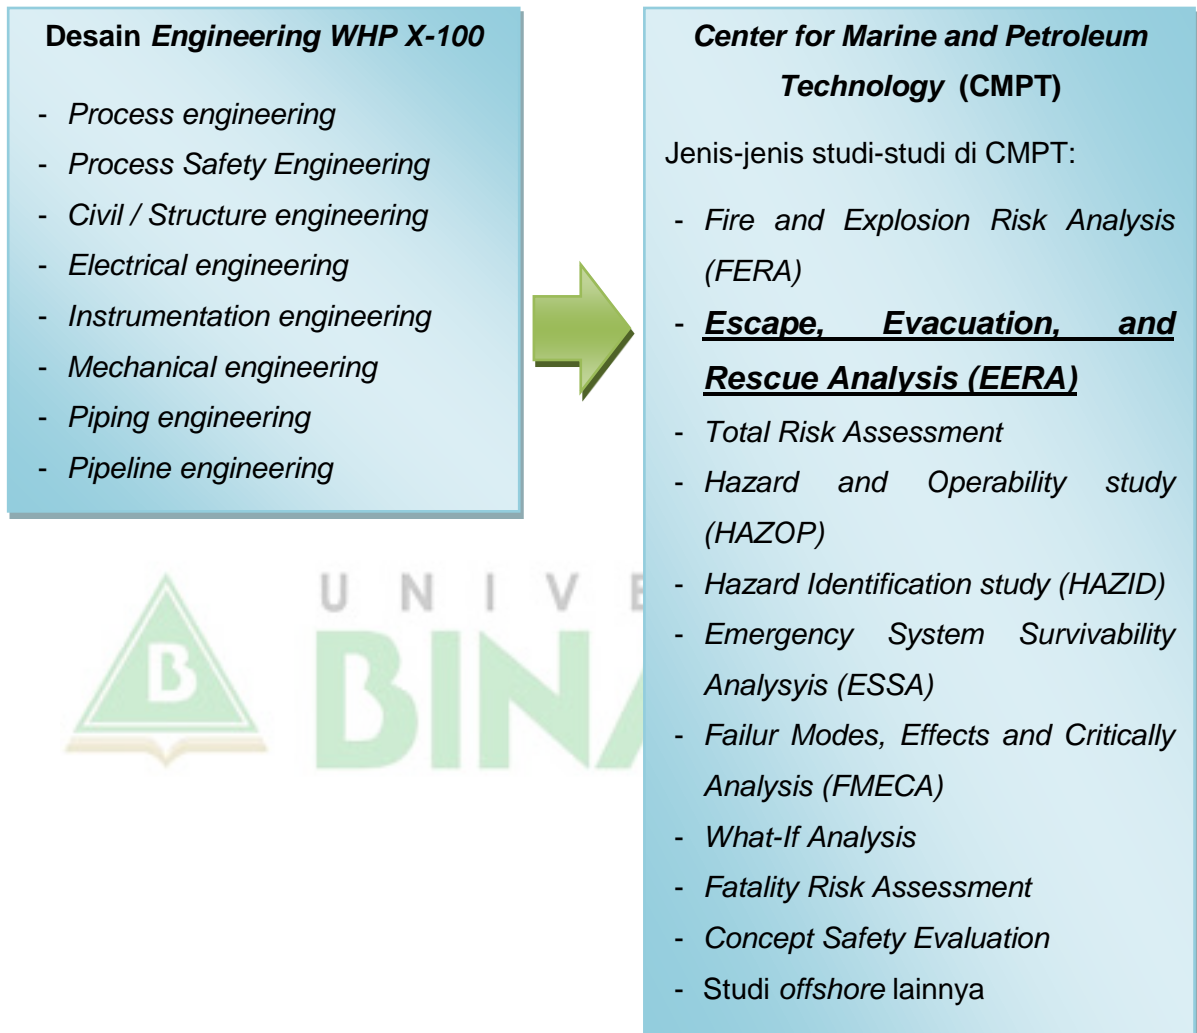 Desain Engineering WHP X-100
- Process engineering
- Process Safety Engineering
- Civil / Structure engineering
- Electrical engineering
- Instrumentation engineering
- Mechanical engineering
- Piping engineering
- Pipeline engineering
Center for Marine and Petroleum
Technology (CMPT)
Jenis-jenis studi-studi di CMPT:
- Fire and Explosion Risk Analysis
(FERA)
- Escape, Evacuation, and
Rescue Analysis (EERA)
- Total Risk Assessment
- Hazard and Operability study
(HAZOP)
- Hazard Identification study (HAZID)
- Emergency System Survivability
Analysyis (ESSA)
- Failur Modes, Effects and Critically
Analysis (FMECA)
- What-If Analysis
- Fatality Risk Assessment
- Concept Safety Evaluation
- Studi offshore lainnya
B